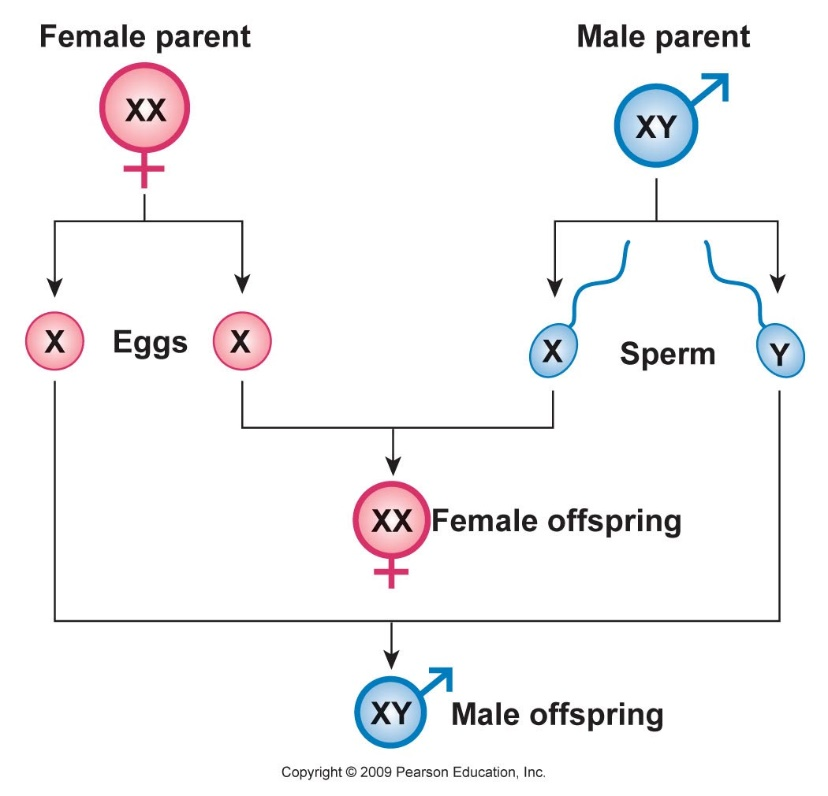 Female parent
Male parent
XX
XY
X
Eggs
X
X
Sperm
Y
XX
Female offspring
XY
Male offspring
Copyright © 2009 Pearson Education, Inc.